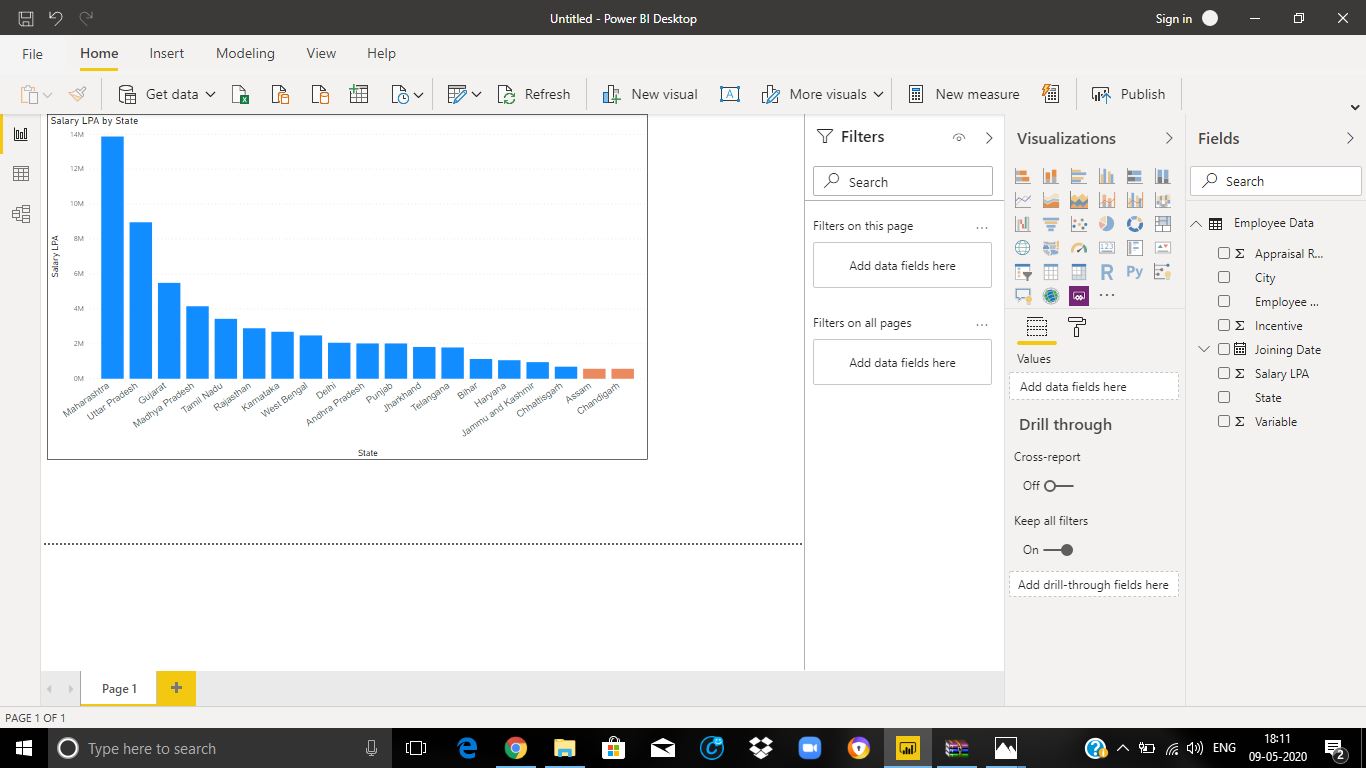 Untitled - Power BI Desktop
Sign in
File Home Insert Modeling View Help
Get data Refresh New visual More visuals New measure Publish
Salary LPA by State
14M
12M
10M
8M
6M
4M
2M
0M
Salary LPA
Maharashtra
Uttar Pradesh
Gujarat
Madhya Pradesh
Tamil Nadu
Rajasthan
Karnataka
West Bengal
Delhi
Andhra Pradesh
Punjab
Jharkhand
Telangana
Bihar
Haryana
Jammu and Kashmir
Chhattisgarh
Assam
Chandigarh
State
Filters
Search
Filters on this page ...
Add data fields here
Filters on all pages ...
Add data fields here
Visualizations
123
R Py
...
Values
Add data fields here
Drill through
Cross-report
Off
Keep all filters
On
Add drill-through fields here
Fields
Search
Employee Data
Σ Appraisal R...
City
Employee ...
Σ Incentive
Joining Date
Σ Salary LPA
State
Σ Variable
Page 1 +
PAGE 1 OF 1
Type here to search
ENG
18:11
09-05-2020
2